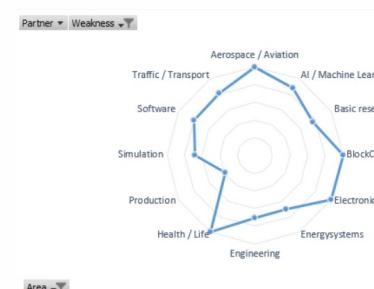 Partner Weakness
Aerospace / Aviation
Traffic / Transport
AI / Machine Lear
Software
Basic rese
Simulation
BlockC
Production
Electronic
Health / Life
Energysystems
Engineering
Area